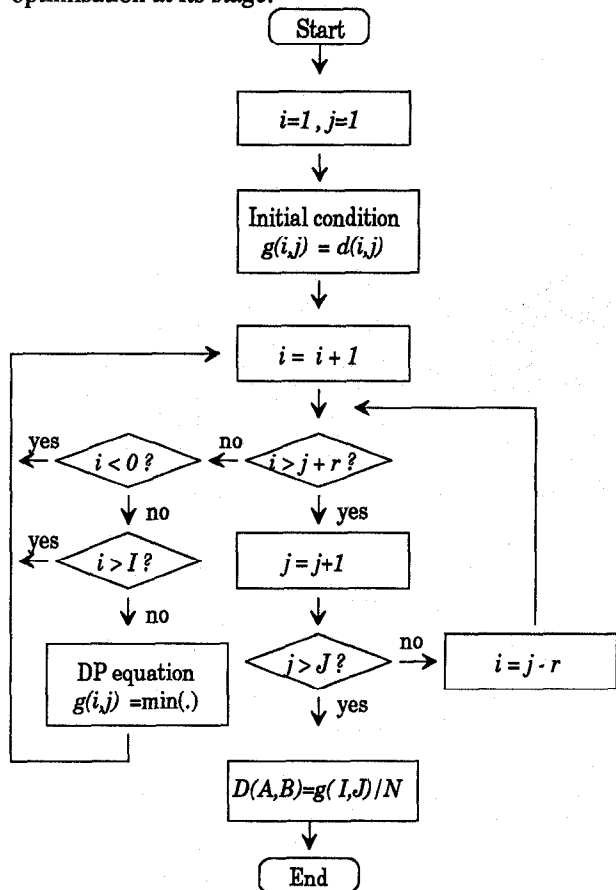 optimisation at its stage.
Start
i=1 , j=1
Initial condition
g(i,j) = d(i,j)
i = i + 1
yes
i < 0 ?
no
i > j + r ?
no
yes
yes
i > I ?
j = j+1
no
DP equation
g(i,j) =min(.)
j > J ?
no
i = j - r
yes
D(A,B)=g( I,J) / N
End